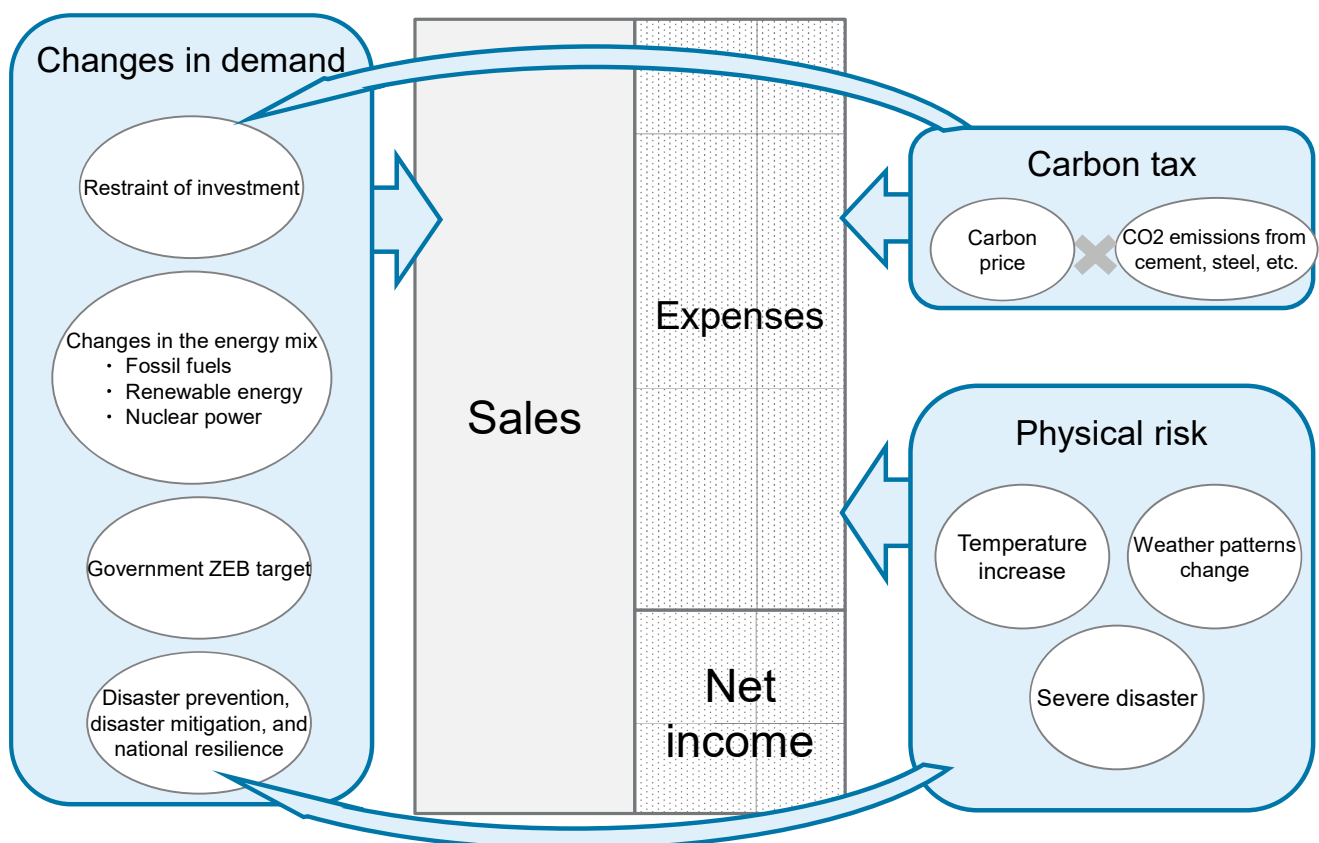 Changes in demand
Restraint of investment
Changes in the energy mix
・ Fossil fuels
・ Renewable energy
・ Nuclear power
Government ZEB target
Disaster prevention,
disaster mitigation, and
national resilience
Sales
Expenses
Net
income
Carbon tax
Carbon
price
CO2 emissions from
cement, steel, etc.
Physical risk
Temperature
increase
Weather patterns
change
Severe disaster